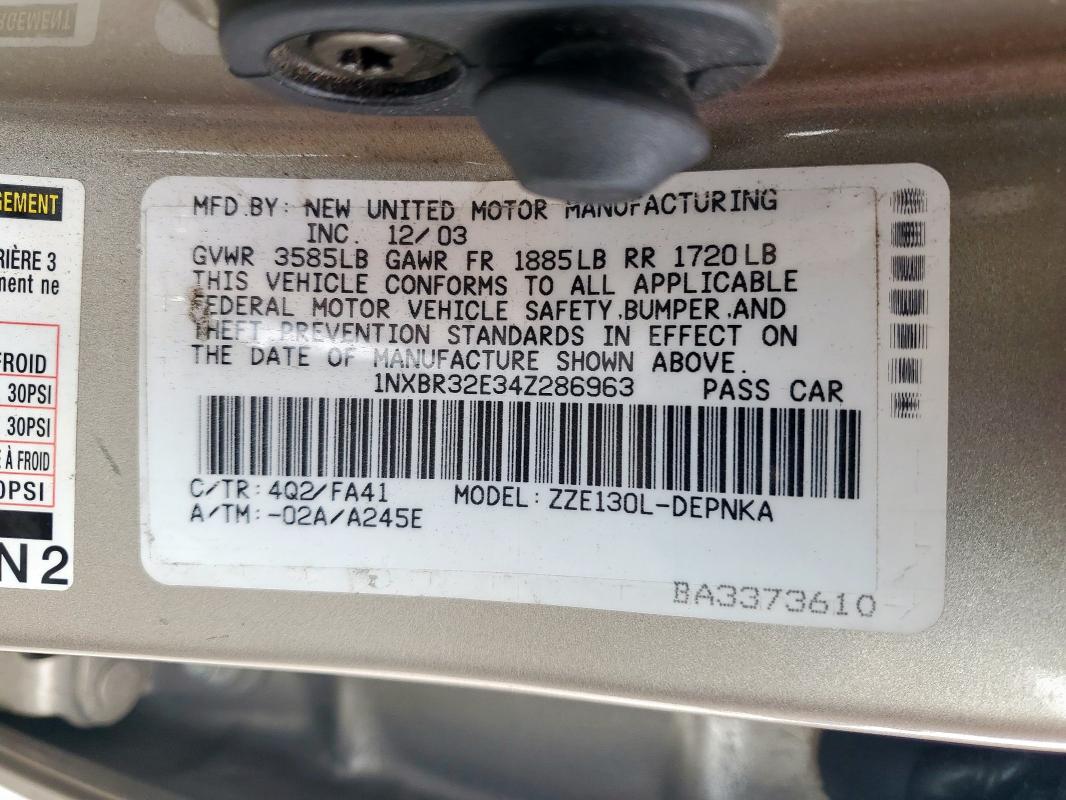 GEMENT
RIÈRE 3
ment ne
FROID
30PSI
30PSI
À FROID
0PSI
N2
MFD.BY: NEW UNITED MOTOR MANUFACTURING
INC. 12/03
GVWR 3585LB GAWR FR 1885LB RR 1720LB
THIS VEHICLE CONFORMS TO ALL APPLICABLE
FEDERAL MOTOR VEHICLE SAFETY,BUMPER,AND
THEFT PREVENTION STANDARDS IN EFFECT ON
THE DATE OF MANUFACTURE SHOWN ABOVE.
1NXBR32E34Z286963 PASS CAR
C/TR:4Q2/FA41 MODEL:ZZE130L-DEPNKA
A/TM:-02A/A245E
BA3373610